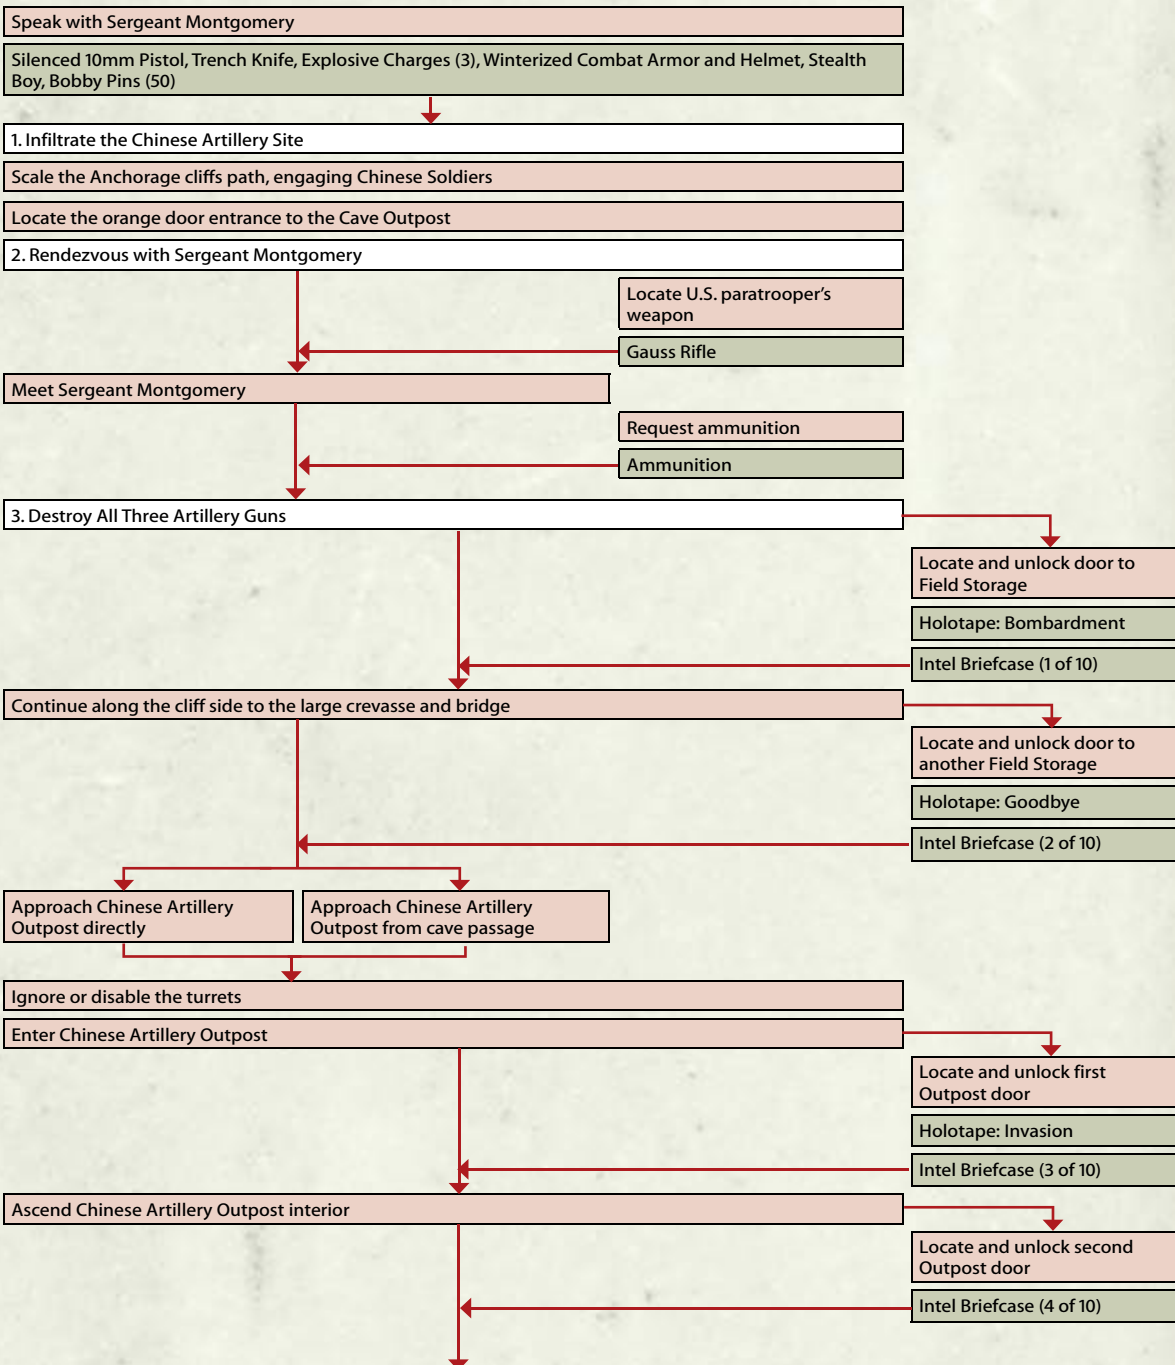 Speak with Sergeant Montgomery
Silenced 10mm Pistol, Trench Knife, Explosive Charges (3), Winterized Combat Armor and Helmet, Stealth
Boy, Bobby Pins (50)
1. Infiltrate the Chinese Artillery Site
Scale the Anchorage cliffs path, engaging Chinese Soldiers
Locate the orange door entrance to the Cave Outpost
2. Rendezvous with Sergeant Montgomery
Locate U.S. paratrooper's
weapon
Gauss Rifle
Meet Sergeant Montgomery
Request ammunition
Ammunition
3. Destroy All Three Artillery Guns
Locate and unlock door to
Field Storage
Holotape: Bombardment
Intel Briefcase (1 of 10)
Continue along the cliff side to the large crevasse and bridge
Locate and unlock door to
another Field Storage
Holotape: Goodbye
Intel Briefcase (2 of 10)
Approach Chinese Artillery
Outpost directly
Approach Chinese Artillery
Outpost from cave passage
Ignore or disable the turrets
Enter Chinese Artillery Outpost
Locate and unlock first
Outpost door
Holotape: Invasion
Intel Briefcase (3 of 10)
Ascend Chinese Artillery Outpost interior
Locate and unlock second
Outpost door
Intel Briefcase (4 of 10)